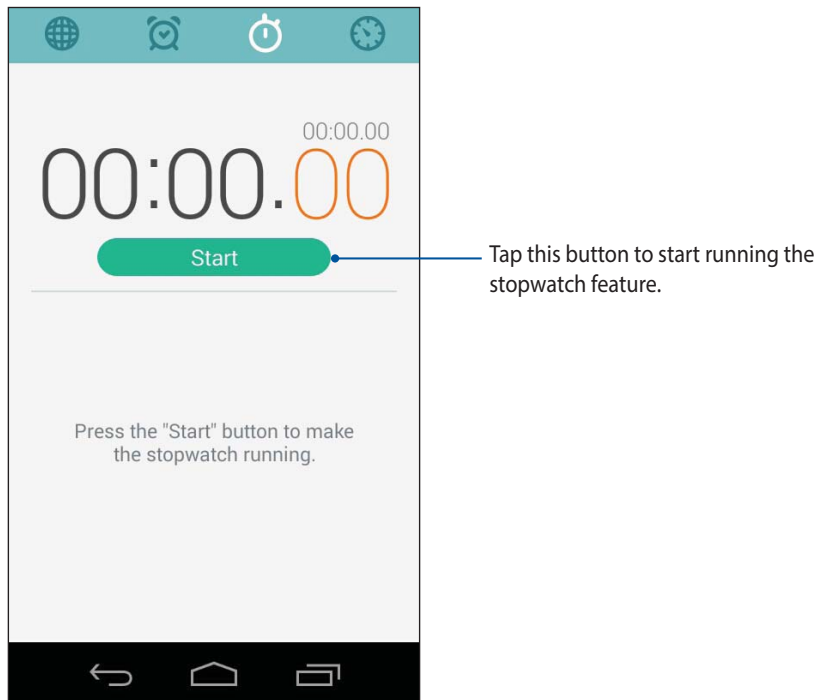 00:00.00
00:00.00
Start
Tap this button to start running the
stopwatch feature.
Press the "Start" button to make
the stopwatch running.